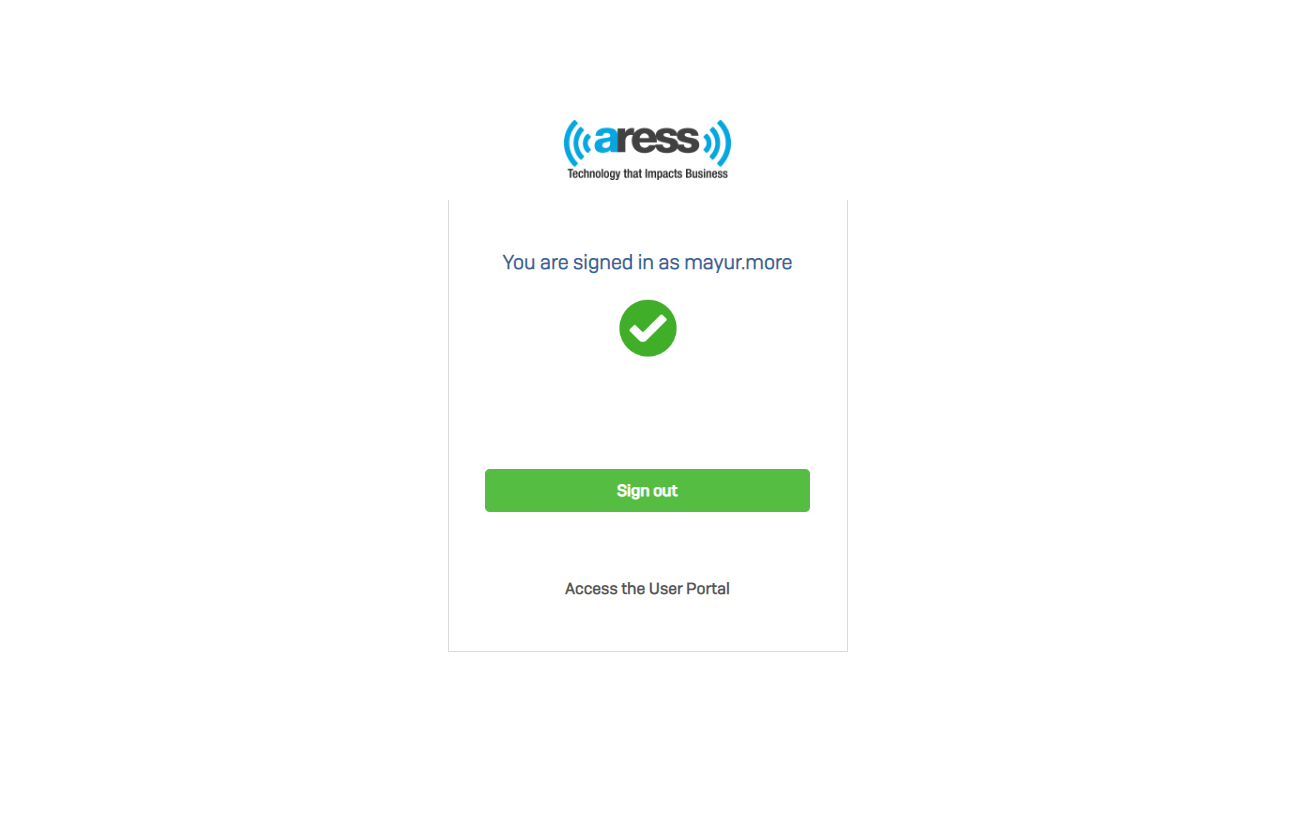 aress
Technology that Impacts Business
You are signed in as mayur.more
Sign out
Access the User Portal